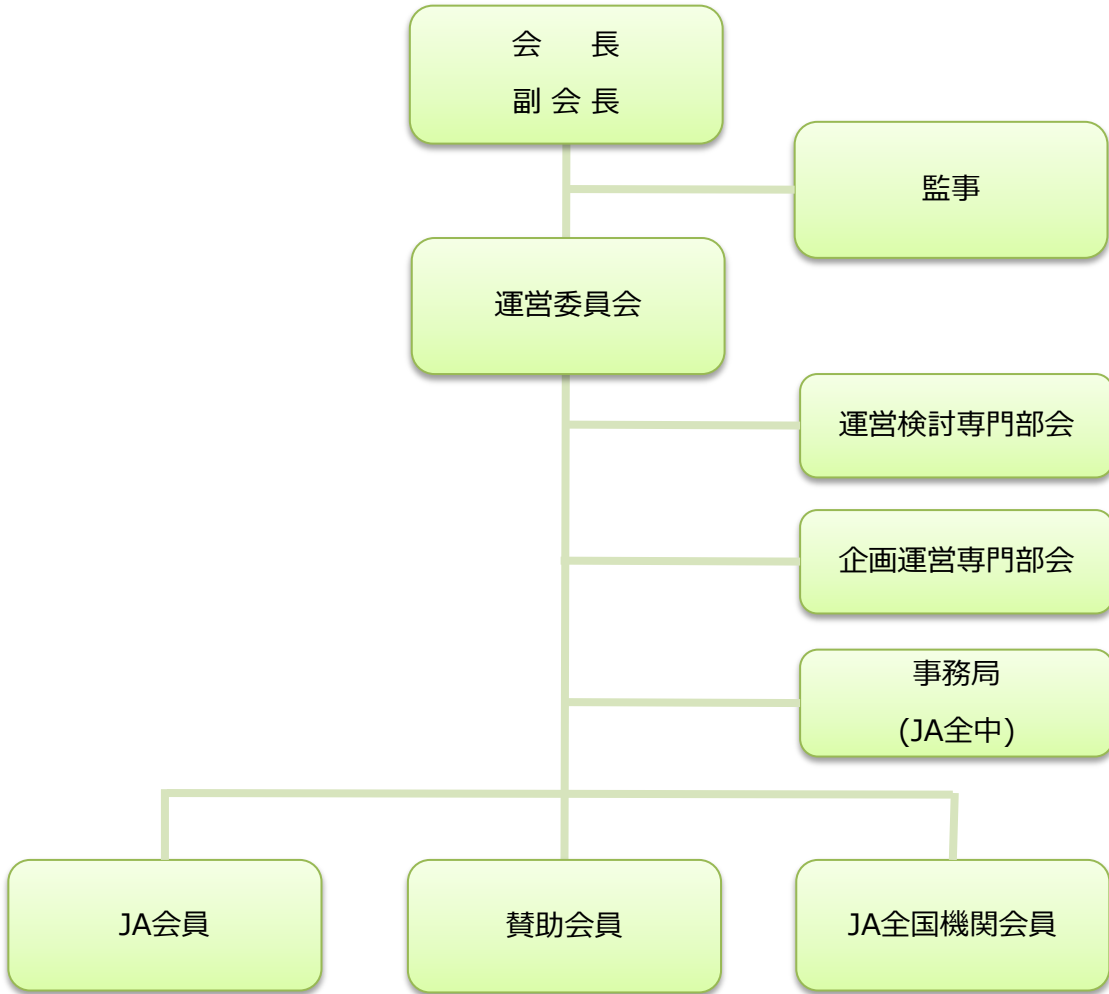 会　長
副 会 長
監事
運営委員会
運営検討専門部会
企画運営専門部会
事務局
(JA全中)
JA会員
賛助会員
JA全国機関会員